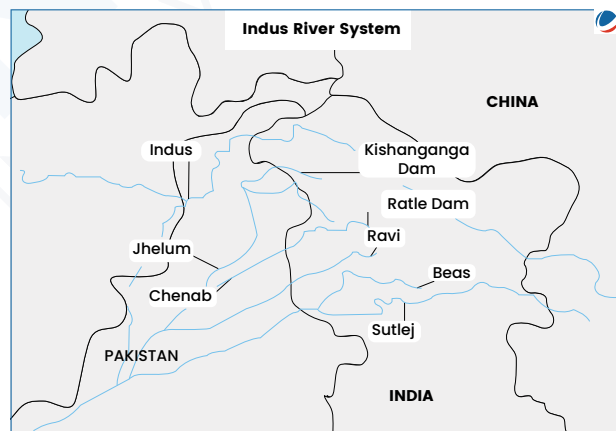 Indus River System
CHINA
Indus
Kishanganga
Dam
Ratle Dam
Ravi
Jhelum
Beas
Chenab
Sutlej
PAKISTAN
INDIA